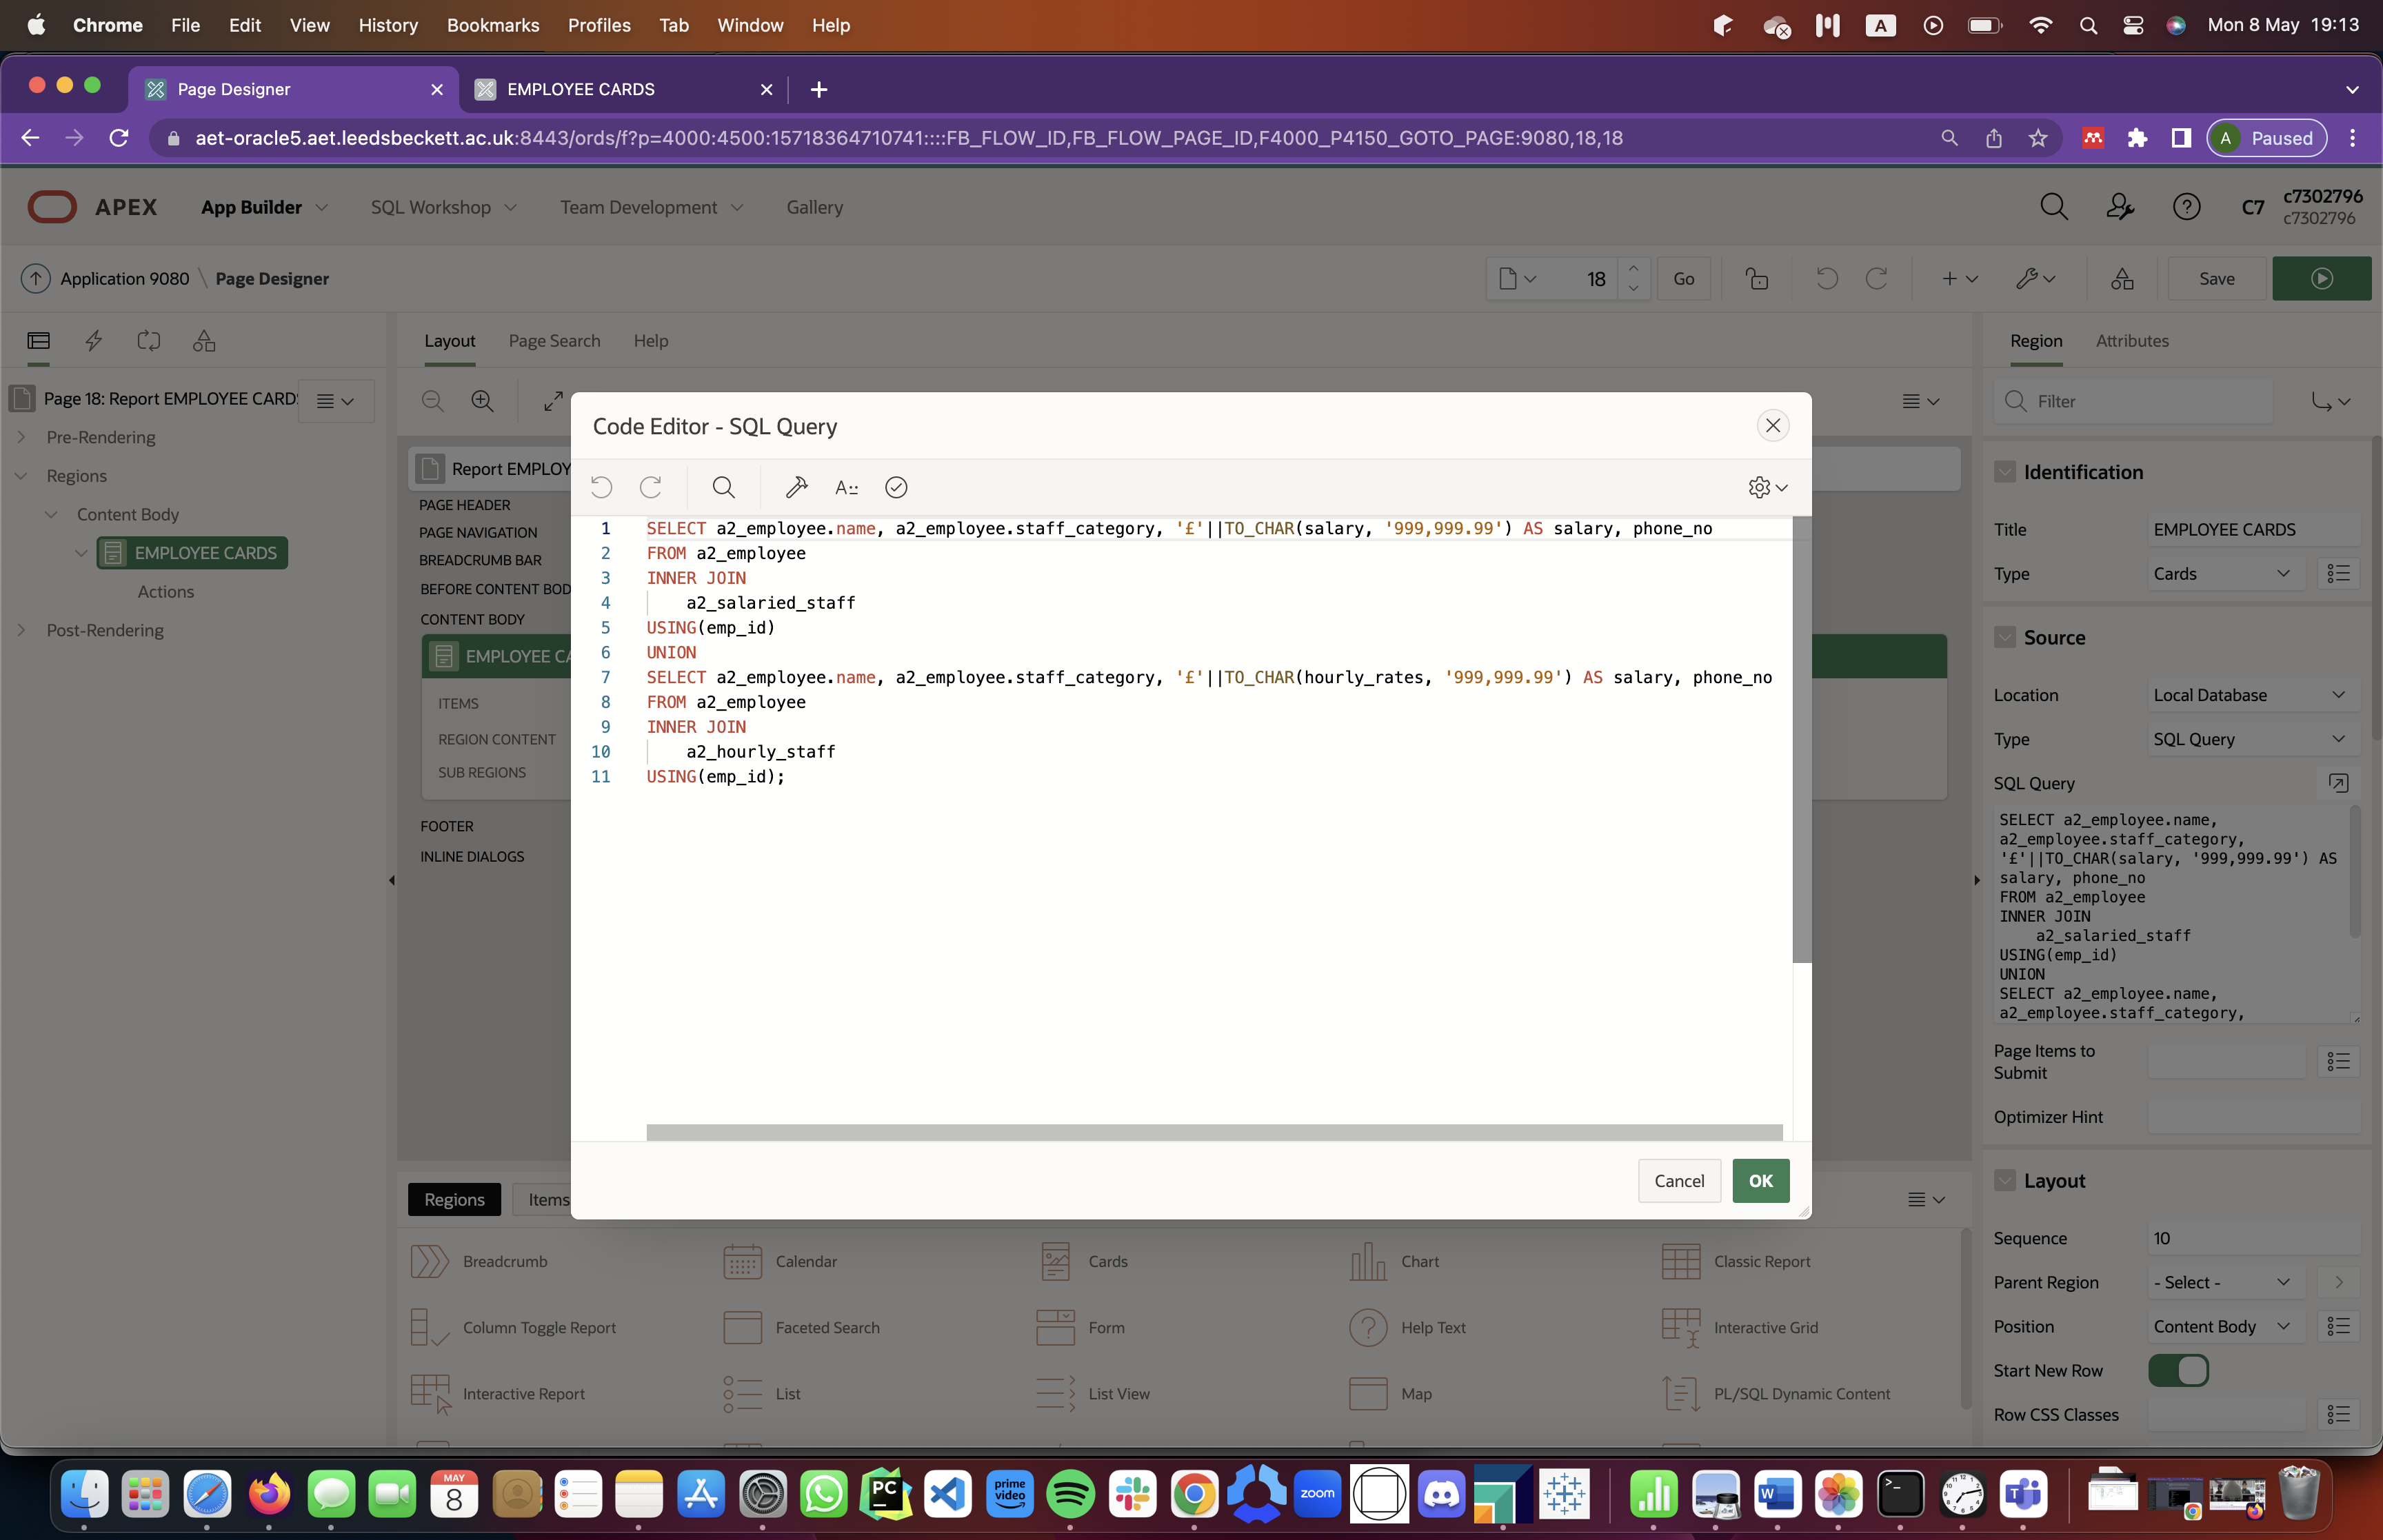 Chrome File Edit View History Bookmarks Profiles Tab Window Help A Mon 8 May 19:13
Page Designer EMPLOYEE CARDS
aet-oracle5.aet.leedsbeckett.ac.uk:8443/ords/f?p=4000:4500:15718364710741::::FB_FLOW_ID,FB_FLOW_PAGE_ID,F4000_P4150_GOTO_PAGE:9080,18,18 A Paused
APEX App Builder SQL Workshop Team Development Gallery C7 c7302796
c7302796
Application 9080 \ Page Designer 18 Go Save
Layout Page Search Help Region Attributes
Page 18: Report EMPLOYEE CARD Filter
Pre-Rendering
Regions
Content Body
EMPLOYEE CARDS
Actions
Post-Rendering
Report EMPLOY
PAGE HEADER
PAGE NAVIGATION
BREADCRUMB BAR
BEFORE CONTENT BOD
CONTENT BODY
EMPLOYEE CA
ITEMS
REGION CONTENT
SUB REGIONS
FOOTER
INLINE DIALOGS
Code Editor - SQL Query
A::
1 SELECT a2_employee.name, a2_employee.staff_category, '£'||TO_CHAR(salary, '999,999.99') AS salary, phone_no
2 FROM a2_employee
3 INNER JOIN
4 a2_salaried_staff
5 USING(emp_id)
6 UNION
7 SELECT a2_employee.name, a2_employee.staff_category, '£'||TO_CHAR(hourly_rates, '999,999.99') AS salary, phone_no
8 FROM a2_employee
9 INNER JOIN
10 a2_hourly_staff
11 USING(emp_id);
Cancel OK
Identification
Title EMPLOYEE CARDS
Type Cards
Source
Location Local Database
Type SQL Query
SQL Query
SELECT a2_employee.name,
a2_employee.staff_category,
'£'||TO_CHAR(salary, '999,999.99') AS
salary, phone_no
FROM a2_employee
INNER JOIN
a2_salaried_staff
USING(emp_id)
UNION
SELECT a2_employee.name,
a2_employee.staff_category,
Page Items to
Submit
Optimizer Hint
Layout
Sequence 10
Parent Region - Select -
Position Content Body
Start New Row
Row CSS Classes
Regions Items
Breadcrumb Calendar Cards Chart Classic Report
Column Toggle Report Faceted Search Form Help Text Interactive Grid
Interactive Report List List View Map PL/SQL Dynamic Content
MAY
8
PC
prime
video
zoom
W